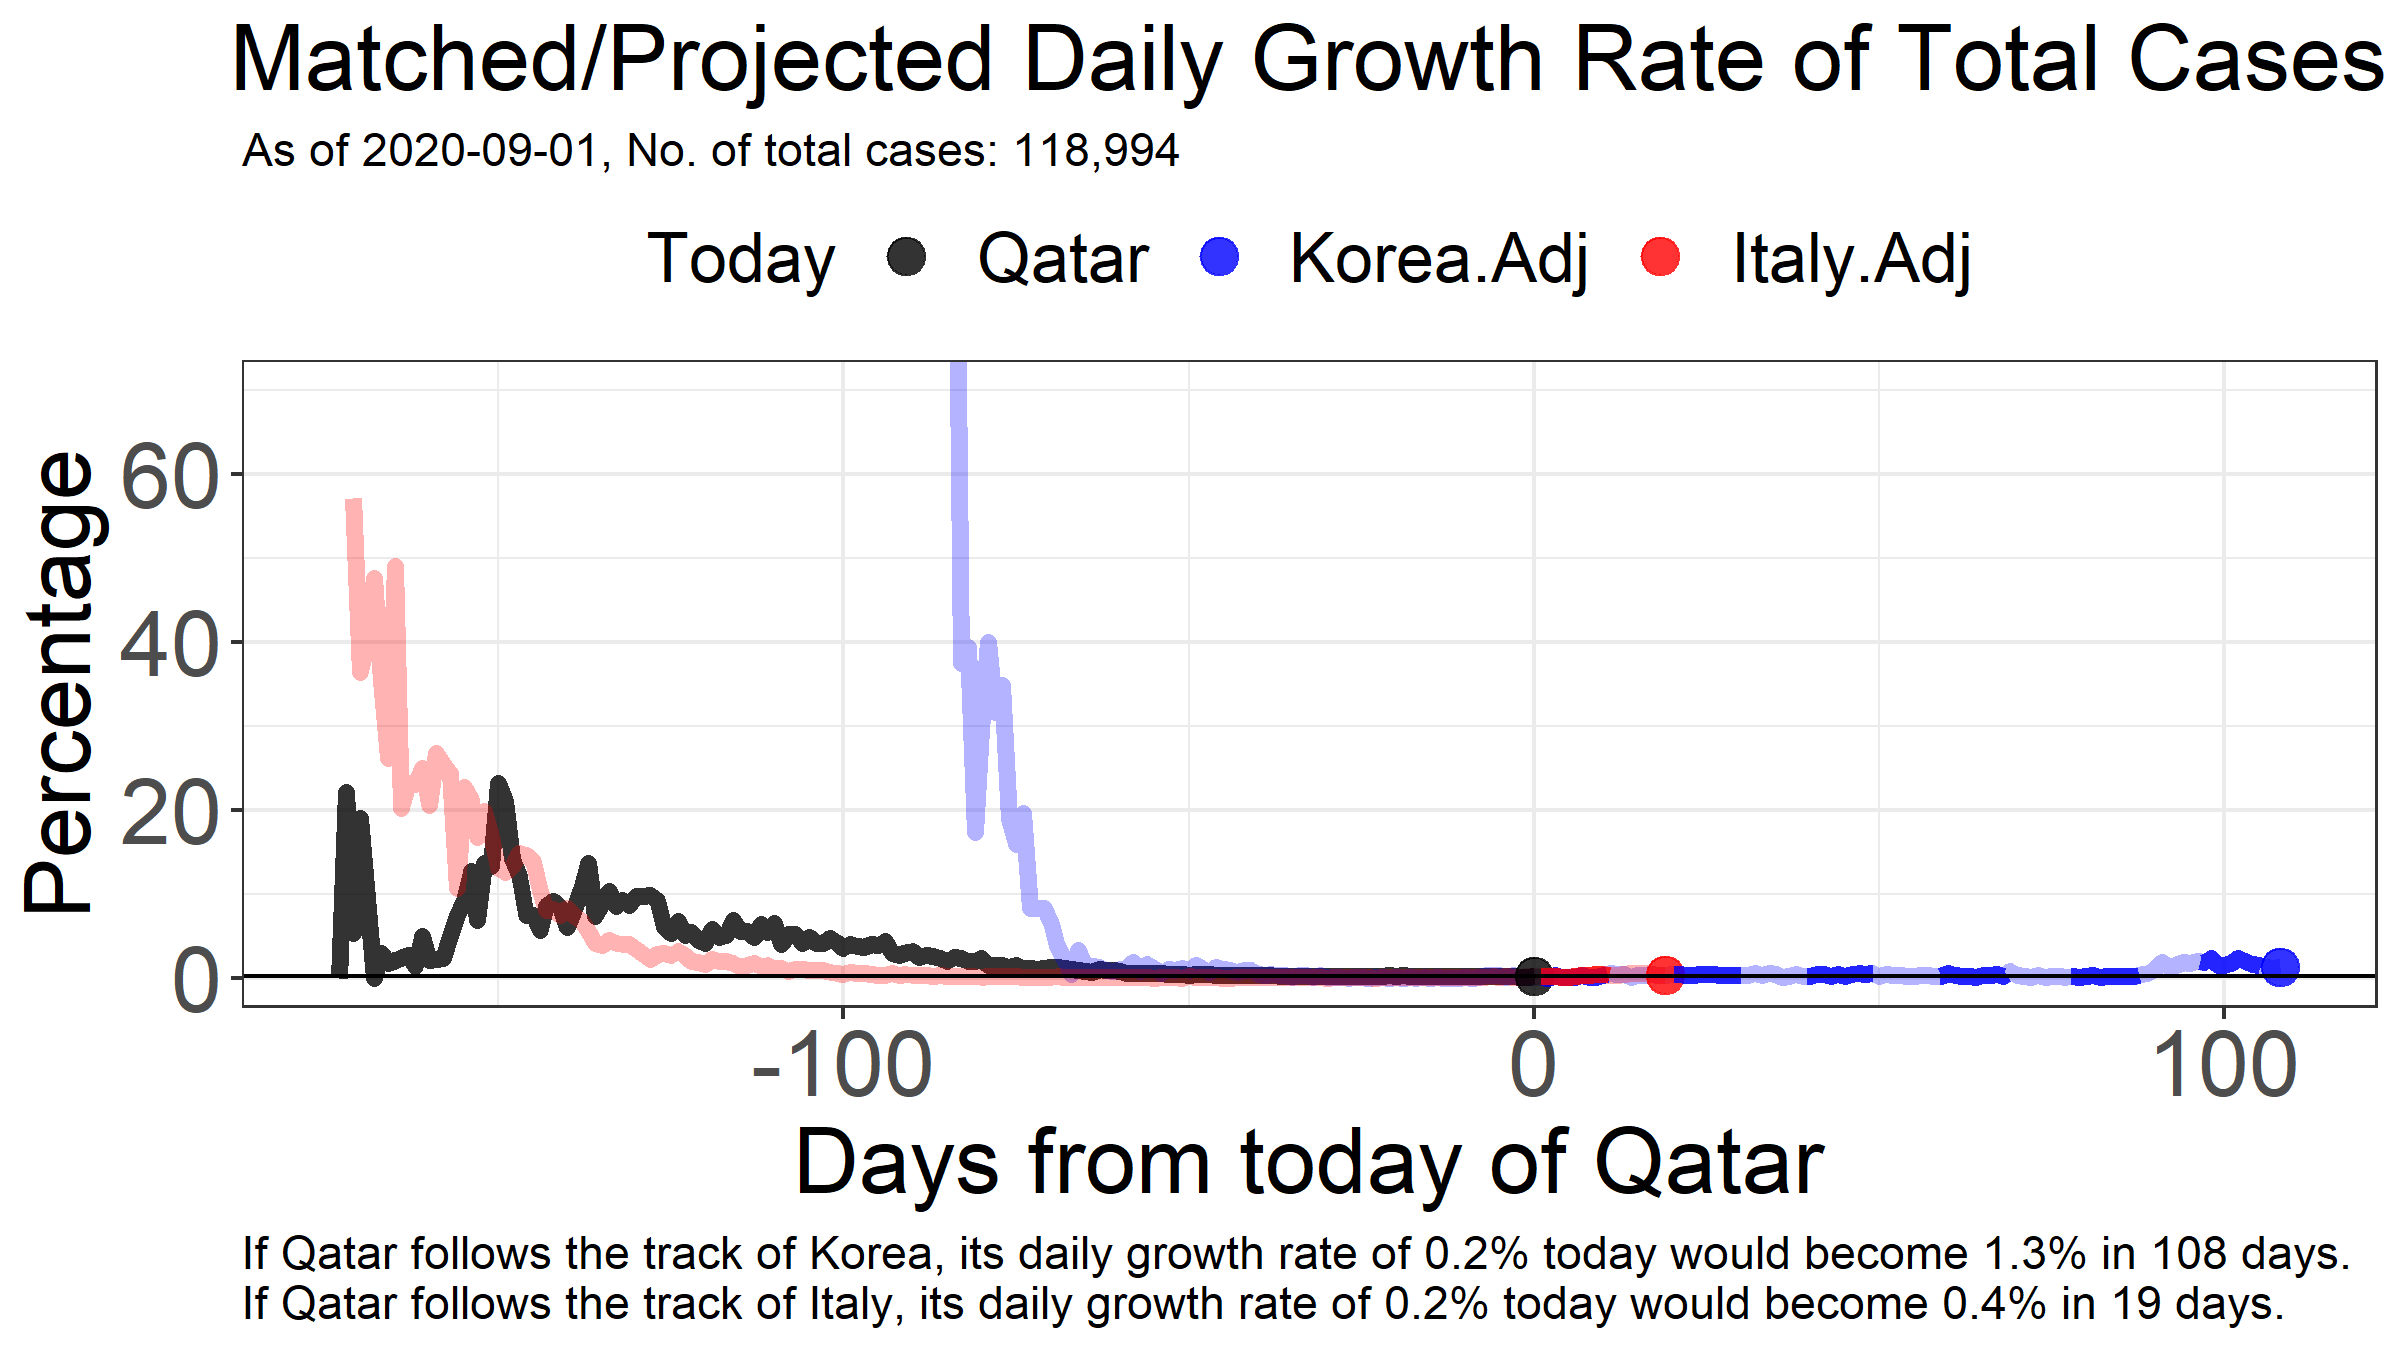 Matched/Projected Daily Growth Rate of Total Cases
As of 2020-09-01, No. of total cases: 118,994
Today Qatar Korea.Adj Italy.Adj
Percentage
60
40
20
0
-100 0 100
Days from today of Qatar
If Qatar follows the track of Korea, its daily growth rate of 0.2% today would become 1.3% in 108 days.
If Qatar follows the track of Italy, its daily growth rate of 0.2% today would become 0.4% in 19 days.